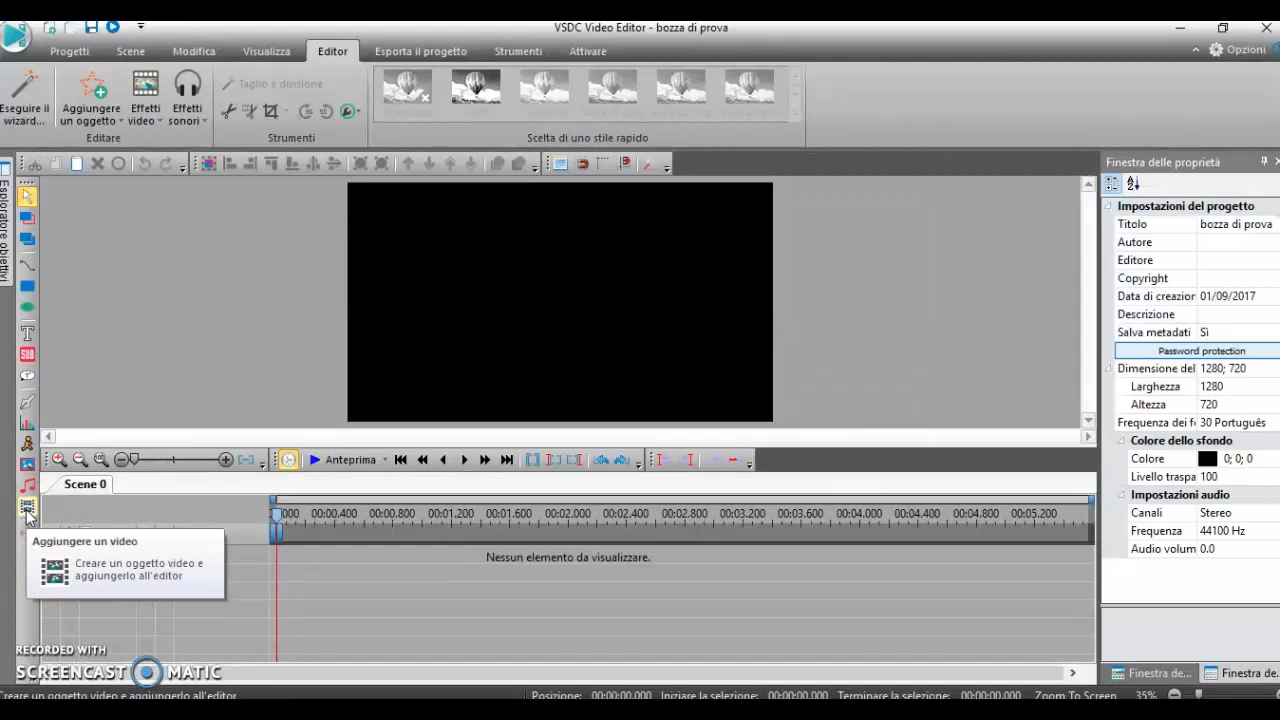 VSDC Video Editor - bozza di prova
Progetti Scene Modifica Visualizza Editor Esporta il progetto Strumenti Attivare Opzioni
Eseguire il wizard...
Aggiungere un oggetto
Effetti video
Effetti sonori
Taglio e divisione
Editare Strumenti Scelta di uno stile rapido
Esploratore obiettivi
Finestra delle proprietà
Impostazioni del progetto
Titolo bozza di prova
Autore
Editore
Copyright
Data di creazior 01/09/2017
Descrizione
Salva metadati Sì
Password protection
Dimensione del 1280; 720
Larghezza 1280
Altezza 720
Frequenza dei f 30 Português
Colore dello sfondo
Colore 0; 0; 0
Livello traspa 100
Impostazioni audio
Canali Stereo
Frequenza 44100 Hz
Audio volum 0.0
T
SUB
Anteprima
Scene 0
000 00:00.400 00:00.800 00:01.200 00:01.600 00:02.000 00:02.400 00:02.800 00:03.200 00:03.600 00:04.000 00:04.400 00:04.800 00:05.200
Nessun elemento da visualizzare.
Aggiungere un video
Creare un oggetto video e
aggiungerlo all'editor
RECORDED WITH
SCREENCAST MATIC
Finestra de... Finestra de...
Creare un oggetto video e aggiungerlo all'editor Posizione: 00:00:00.000 Iniziare la selezione: 00:00:00.000 Terminare la selezione: 00:00:00.000 Zoom To Screen 35%